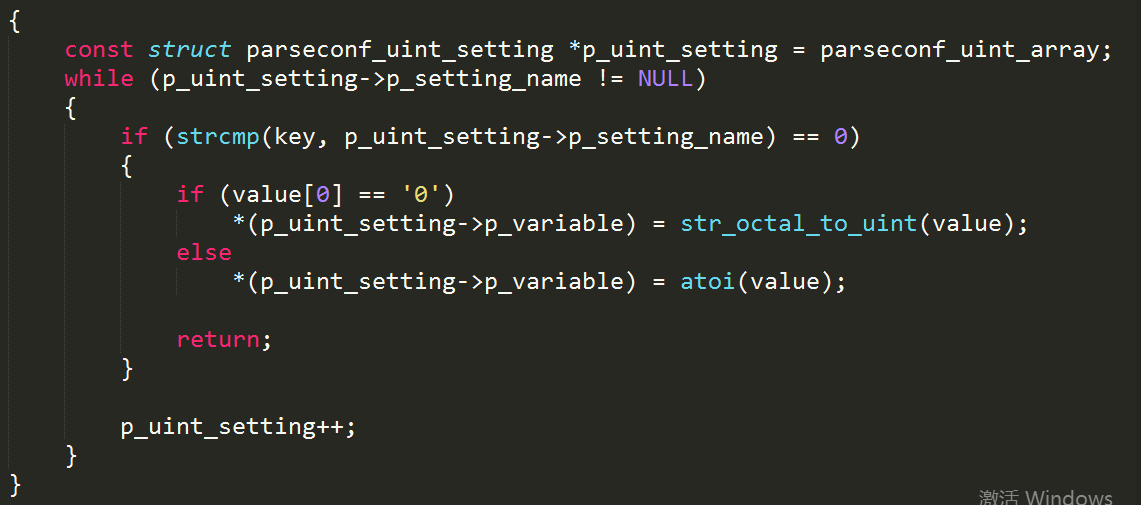 {
    const struct parseconf_uint_setting *p_uint_setting = parseconf_uint_array;
    while (p_uint_setting->p_setting_name != NULL)
    {
        if (strcmp(key, p_uint_setting->p_setting_name) == 0)
        {
            if (value[0] == '0')
                *(p_uint_setting->p_variable) = str_octal_to_uint(value);
            else
                *(p_uint_setting->p_variable) = atoi(value);

            return;
        }

        p_uint_setting++;
    }
}
激活 Windows